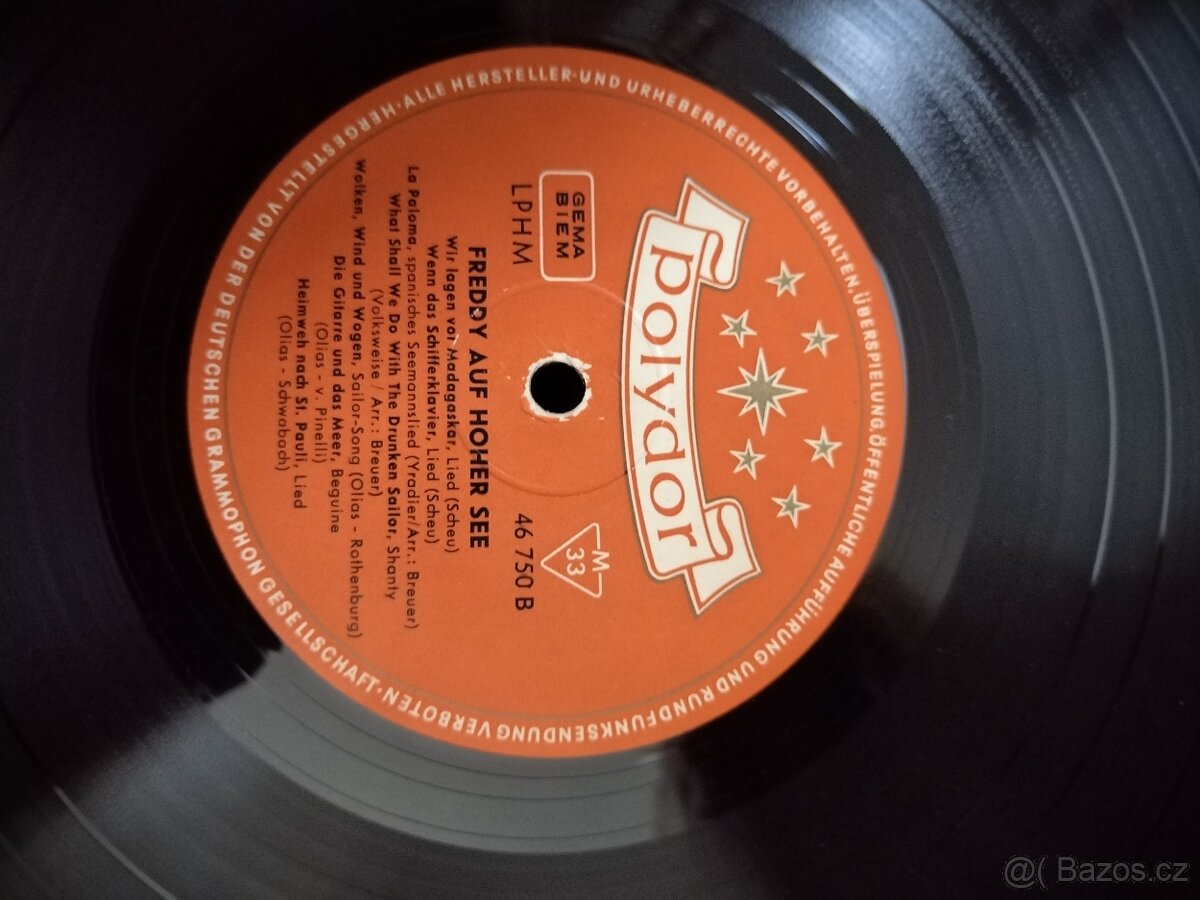 HERGESTELLT VON DER DEUTSCHEN GRAMMOPHON GESELLSCHAFT·ALLE HERSTELLER-UND URHEBERRECHTE VORBEHALTEN, ÜBERSPIELUNG, ÖFFENTLICHE AUFFÜHRUNG UND RUNDFUNKSENDUNG VERBOTEN·
polydor
GEMA
BIEM
M
33
LPHM
46 750 B
FREDDY AUF HOHER SEE
Wir lagen vor Madagaskar, Lied (Scheu)
Wenn das Schifferklavier, Lied (Scheu)
La Paloma, spanisches Seemannslied (Yradier/Arr.: Breuer)
What Shall We Do With The Drunken Sailor, Shanty
(Volksweise / Arr.: Breuer)
Wolken, Wind und Wogen, Sailor-Song (Olias - Rothenburg)
Die Gitarre und das Meer, Beguine
(Olias - v. Pinelli)
Heimweh nach St. Pauli, Lied
(Olias - Schwabach)
@( Bazos.cz